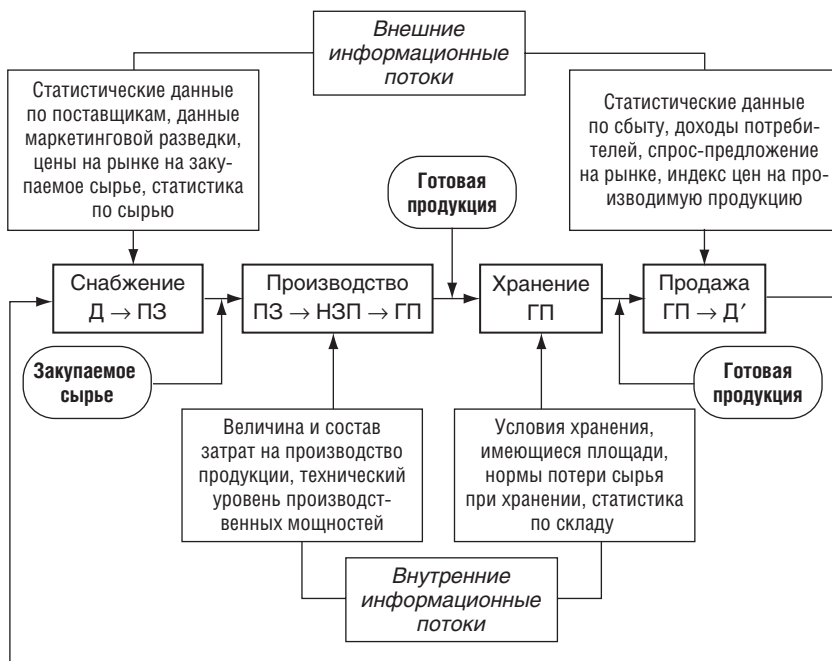 Внешние
информационные
потоки
Статистические данные
по поставщикам, данные
маркетинговой разведки,
цены на рынке на заку-
паемое сырье, статистика
по сырью
Статистические данные
по сбыту, доходы потреби-
телей, спрос-предложение
на рынке, индекс цен на про-
изводимую продукцию
Готовая
продукция
Снабжение
Д → ПЗ
Производство
ПЗ → НЗП → ГП
Хранение
ГП
Продажа
ГП → Д′
Закупаемое
сырье
Готовая
продукция
Величина и состав
затрат на производство
продукции, технический
уровень производст-
венных мощностей
Условия хранения,
имеющиеся площади,
нормы потери сырья
при хранении, статистика
по складу
Внутренние
информационные
потоки